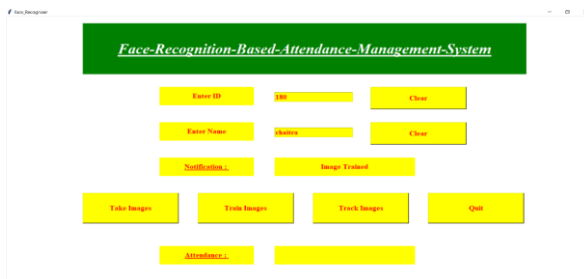 Face_Recogniser
Face-Recognition-Based-Attendance-Management-System
Enter ID 180 Clear
Enter Name chaitra Clear
Notification : Image Trained
Take Images Train Images Track Images Quit
Attendance :